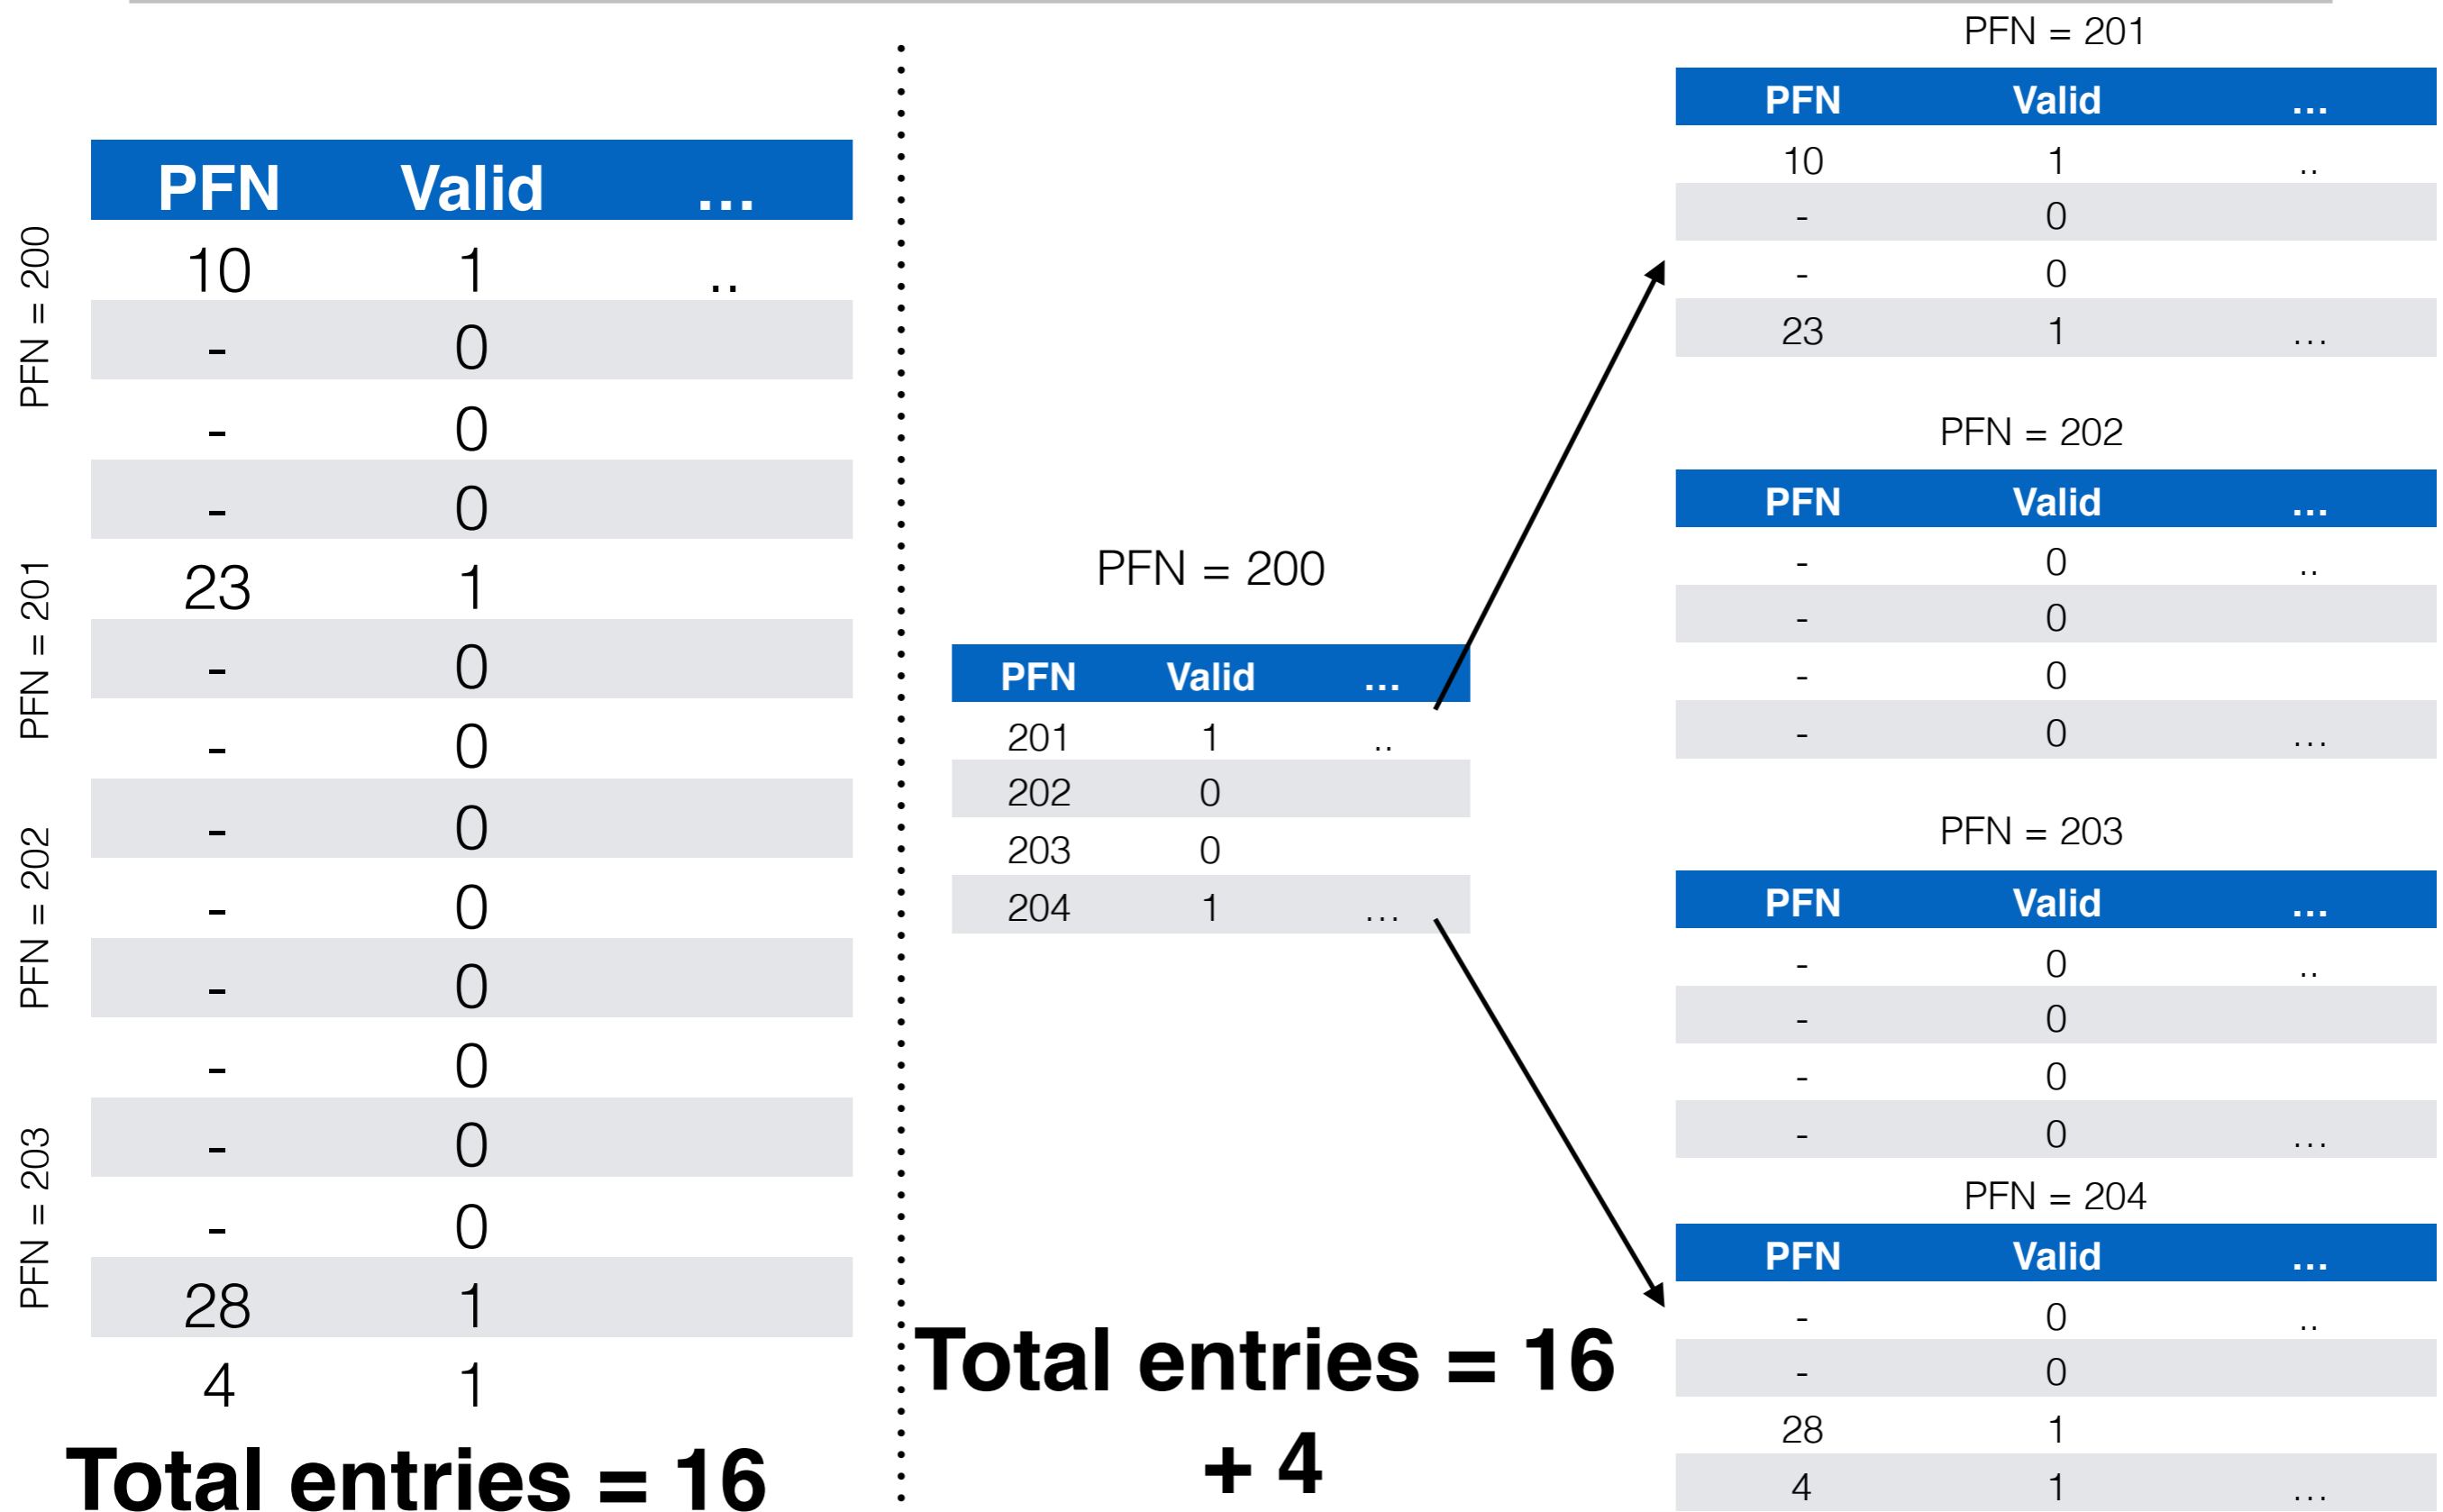 PFN = 200
PFN = 201
PFN = 202
PFN = 203
PFN Valid ...
10 1 ..
- 0
- 0
- 0
23 1
- 0
- 0
- 0
- 0
- 0
- 0
- 0
- 0
28 1
4 1
Total entries = 16
PFN = 200
PFN Valid ...
201 1 ..
202 0
203 0
204 1 ...
Total entries = 16
+ 4
PFN = 201
PFN Valid ...
10 1 ..
- 0
- 0
23 1 ...
PFN = 202
PFN Valid ...
- 0 ..
- 0
- 0
- 0 ...
PFN = 203
PFN Valid ...
- 0 ..
- 0
- 0
- 0 ...
PFN = 204
PFN Valid ...
- 0 ..
- 0
28 1
4 1 ...